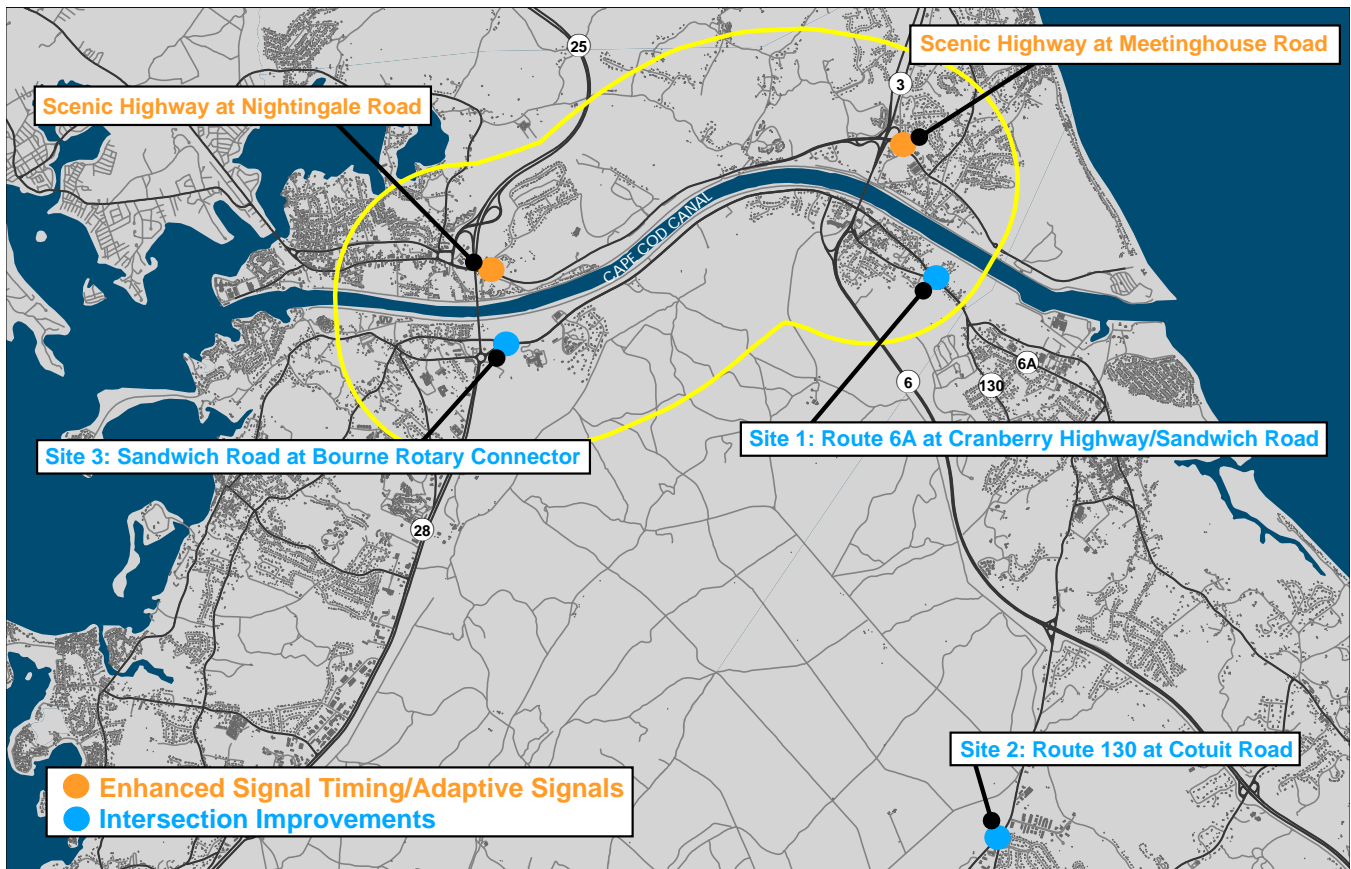 25
Scenic Highway at Meetinghouse Road
3
Scenic Highway at Nightingale Road
CAPE COD CANAL
6A
6
130
Site 1: Route 6A at Cranberry Highway/Sandwich Road
Site 3: Sandwich Road at Bourne Rotary Connector
28
Site 2: Route 130 at Cotuit Road
Enhanced Signal Timing/Adaptive Signals
Intersection Improvements